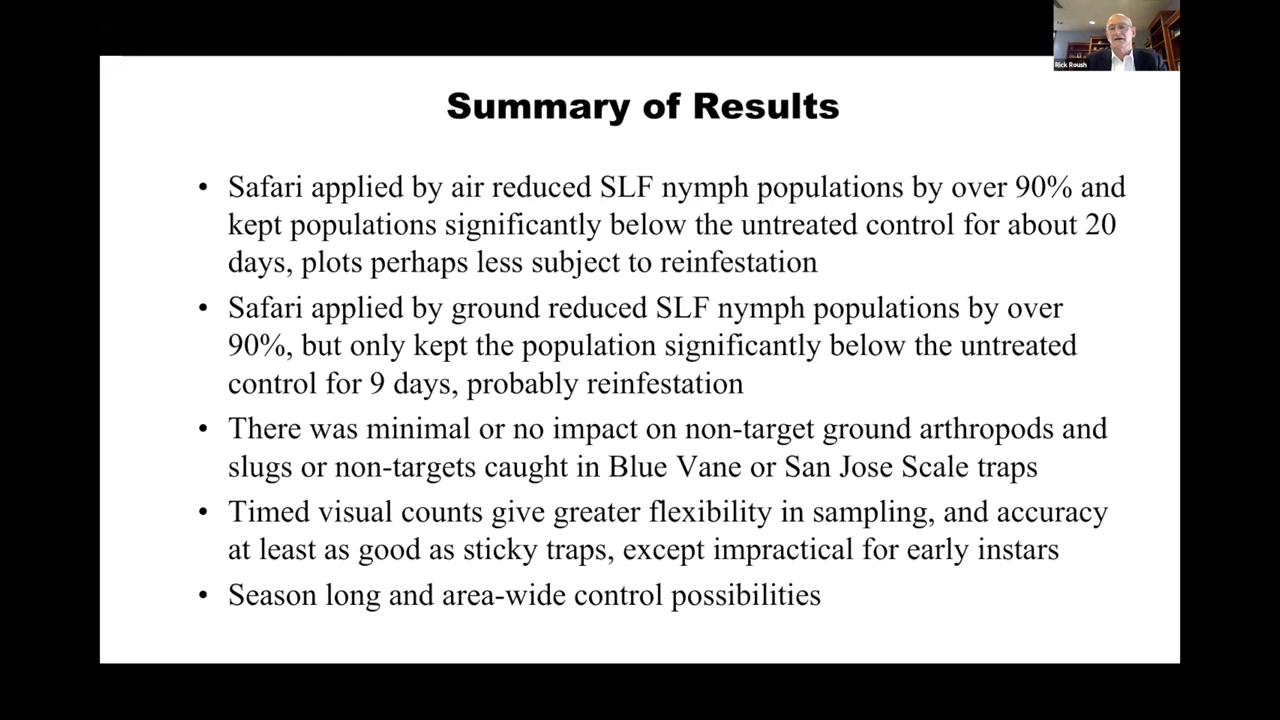 Rick Roush
Summary of Results
• Safari applied by air reduced SLF nymph populations by over 90% and
kept populations significantly below the untreated control for about 20
days, plots perhaps less subject to reinfestation
• Safari applied by ground reduced SLF nymph populations by over
90%, but only kept the population significantly below the untreated
control for 9 days, probably reinfestation
• There was minimal or no impact on non-target ground arthropods and
slugs or non-targets caught in Blue Vane or San Jose Scale traps
• Timed visual counts give greater flexibility in sampling, and accuracy
at least as good as sticky traps, except impractical for early instars
• Season long and area-wide control possibilities